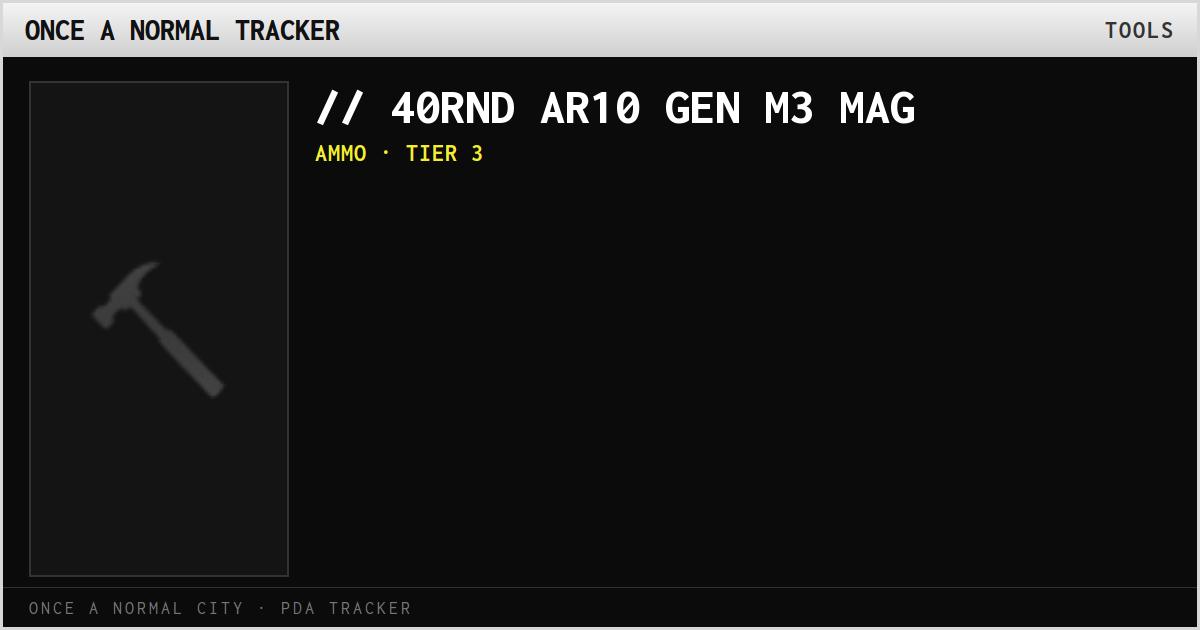 ONCE A NORMAL TRACKER
TOOLS
// 40RND AR10 GEN M3 MAG
AMMO · TIER 3
ONCE A NORMAL CITY · PDA TRACKER